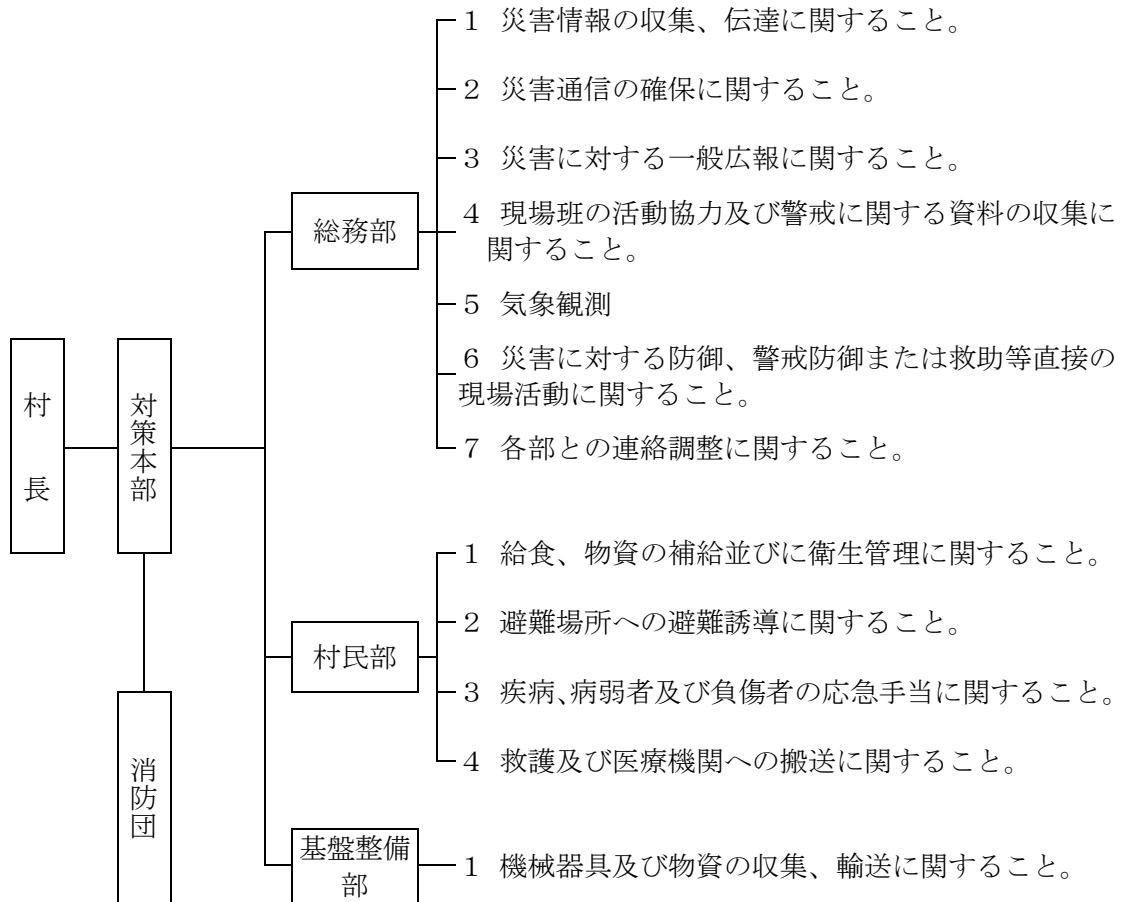 村長
対策本部
消防団
総務部
1 災害情報の収集、伝達に関すること。
2 災害通信の確保に関すること。
3 災害に対する一般広報に関すること。
4 現場班の活動協力及び警戒に関する資料の収集に
関すること。
5 気象観測
6 災害に対する防御、警戒防御または救助等直接の
現場活動に関すること。
7 各部との連絡調整に関すること。
村民部
1 給食、物資の補給並びに衛生管理に関すること。
2 避難場所への避難誘導に関すること。
3 疾病、病弱者及び負傷者の応急手当に関すること。
4 救護及び医療機関への搬送に関すること。
基盤整備
部
1 機械器具及び物資の収集、輸送に関すること。